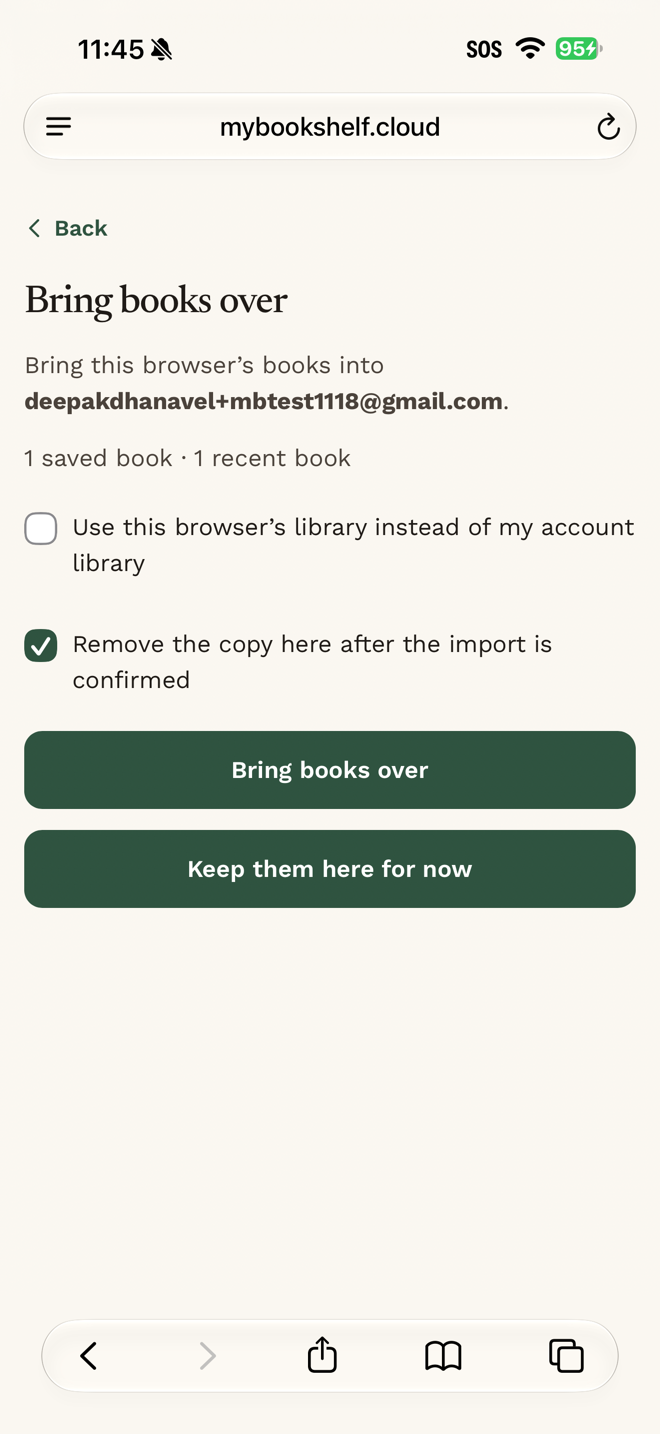 11:45
SOS
95
mybookshelf.cloud
Back
Bring books over
Bring this browser’s books into
deepakdhanavel+mbtest1118@gmail.com.
1 saved book · 1 recent book
Use this browser’s library instead of my account
library
Remove the copy here after the import is
confirmed
Bring books over
Keep them here for now